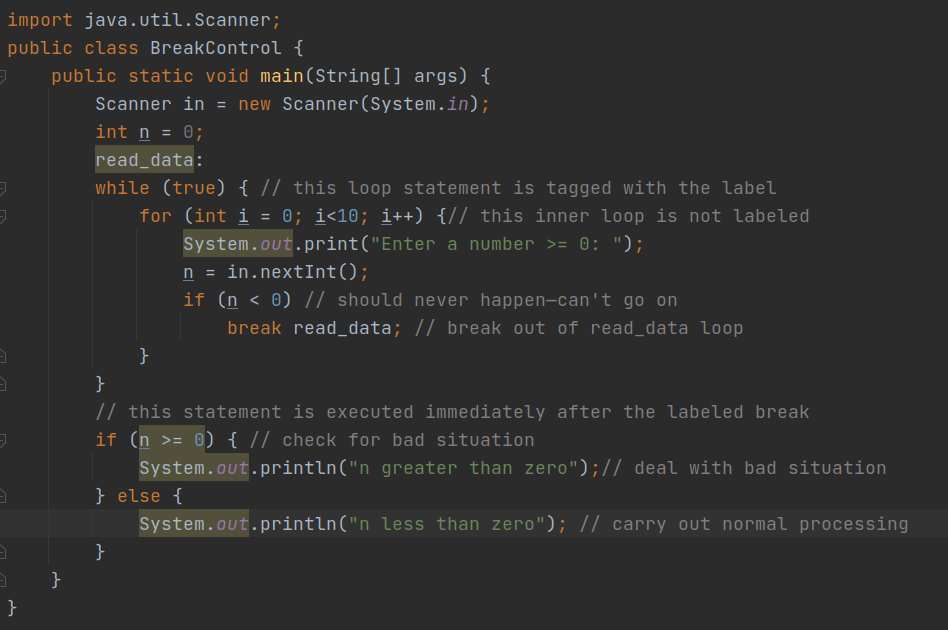 import java.util.Scanner;
public class BreakControl {
    public static void main(String[] args) {
        Scanner in = new Scanner(System.in);
        int n = 0;
        read_data:
        while (true) { // this loop statement is tagged with the label
            for (int i = 0; i<10; i++) {// this inner loop is not labeled
                System.out.print("Enter a number >= 0: ");
                n = in.nextInt();
                if (n < 0) // should never happen—can't go on
                    break read_data; // break out of read_data loop
            }
        }
        // this statement is executed immediately after the labeled break
        if (n >= 0) { // check for bad situation
            System.out.println("n greater than zero");// deal with bad situation
        } else {
            System.out.println("n less than zero"); // carry out normal processing
        }
    }
}